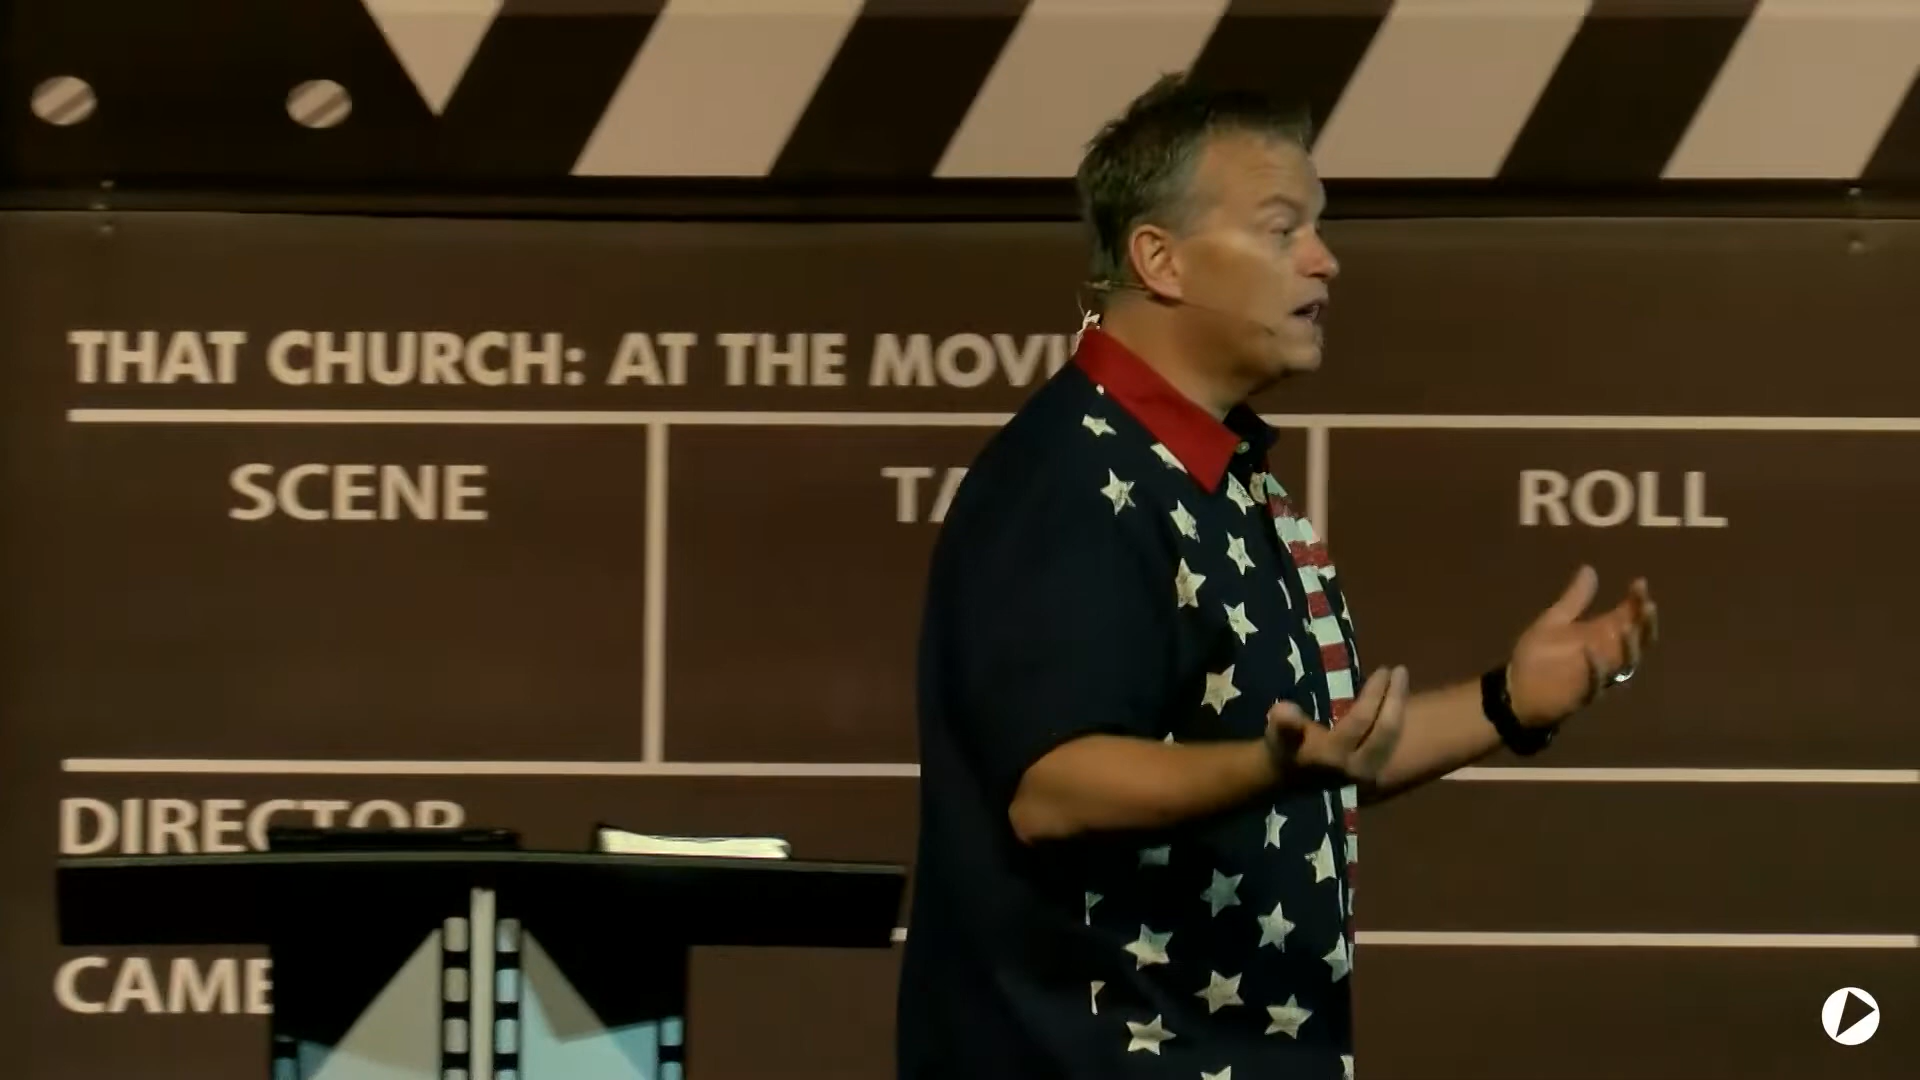 THAT CHURCH: AT THE MOVI
SCENE
TA
ROLL
DIRECTOR
CAME